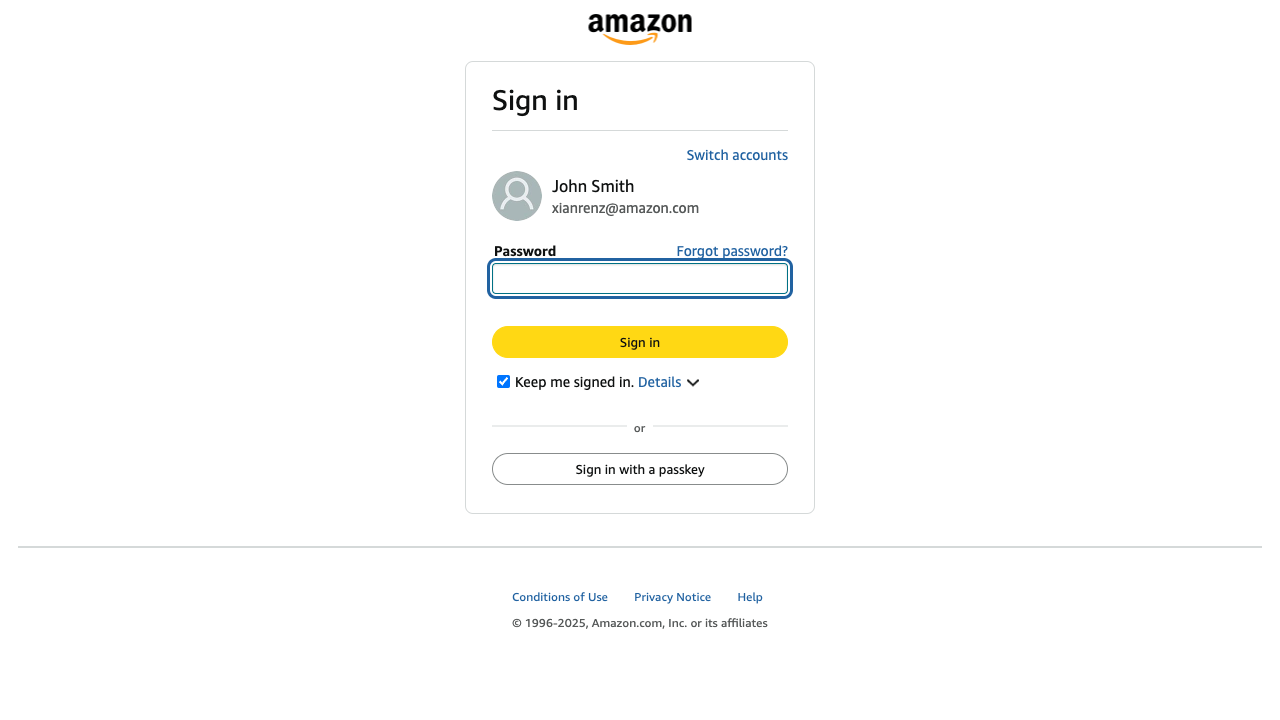 amazon
Sign in
Switch accounts
John Smith
xianrenz@amazon.com
Password Forgot password?
Sign in
Keep me signed in. Details
or
Sign in with a passkey
Conditions of Use Privacy Notice Help
© 1996-2025, Amazon.com, Inc. or its affiliates